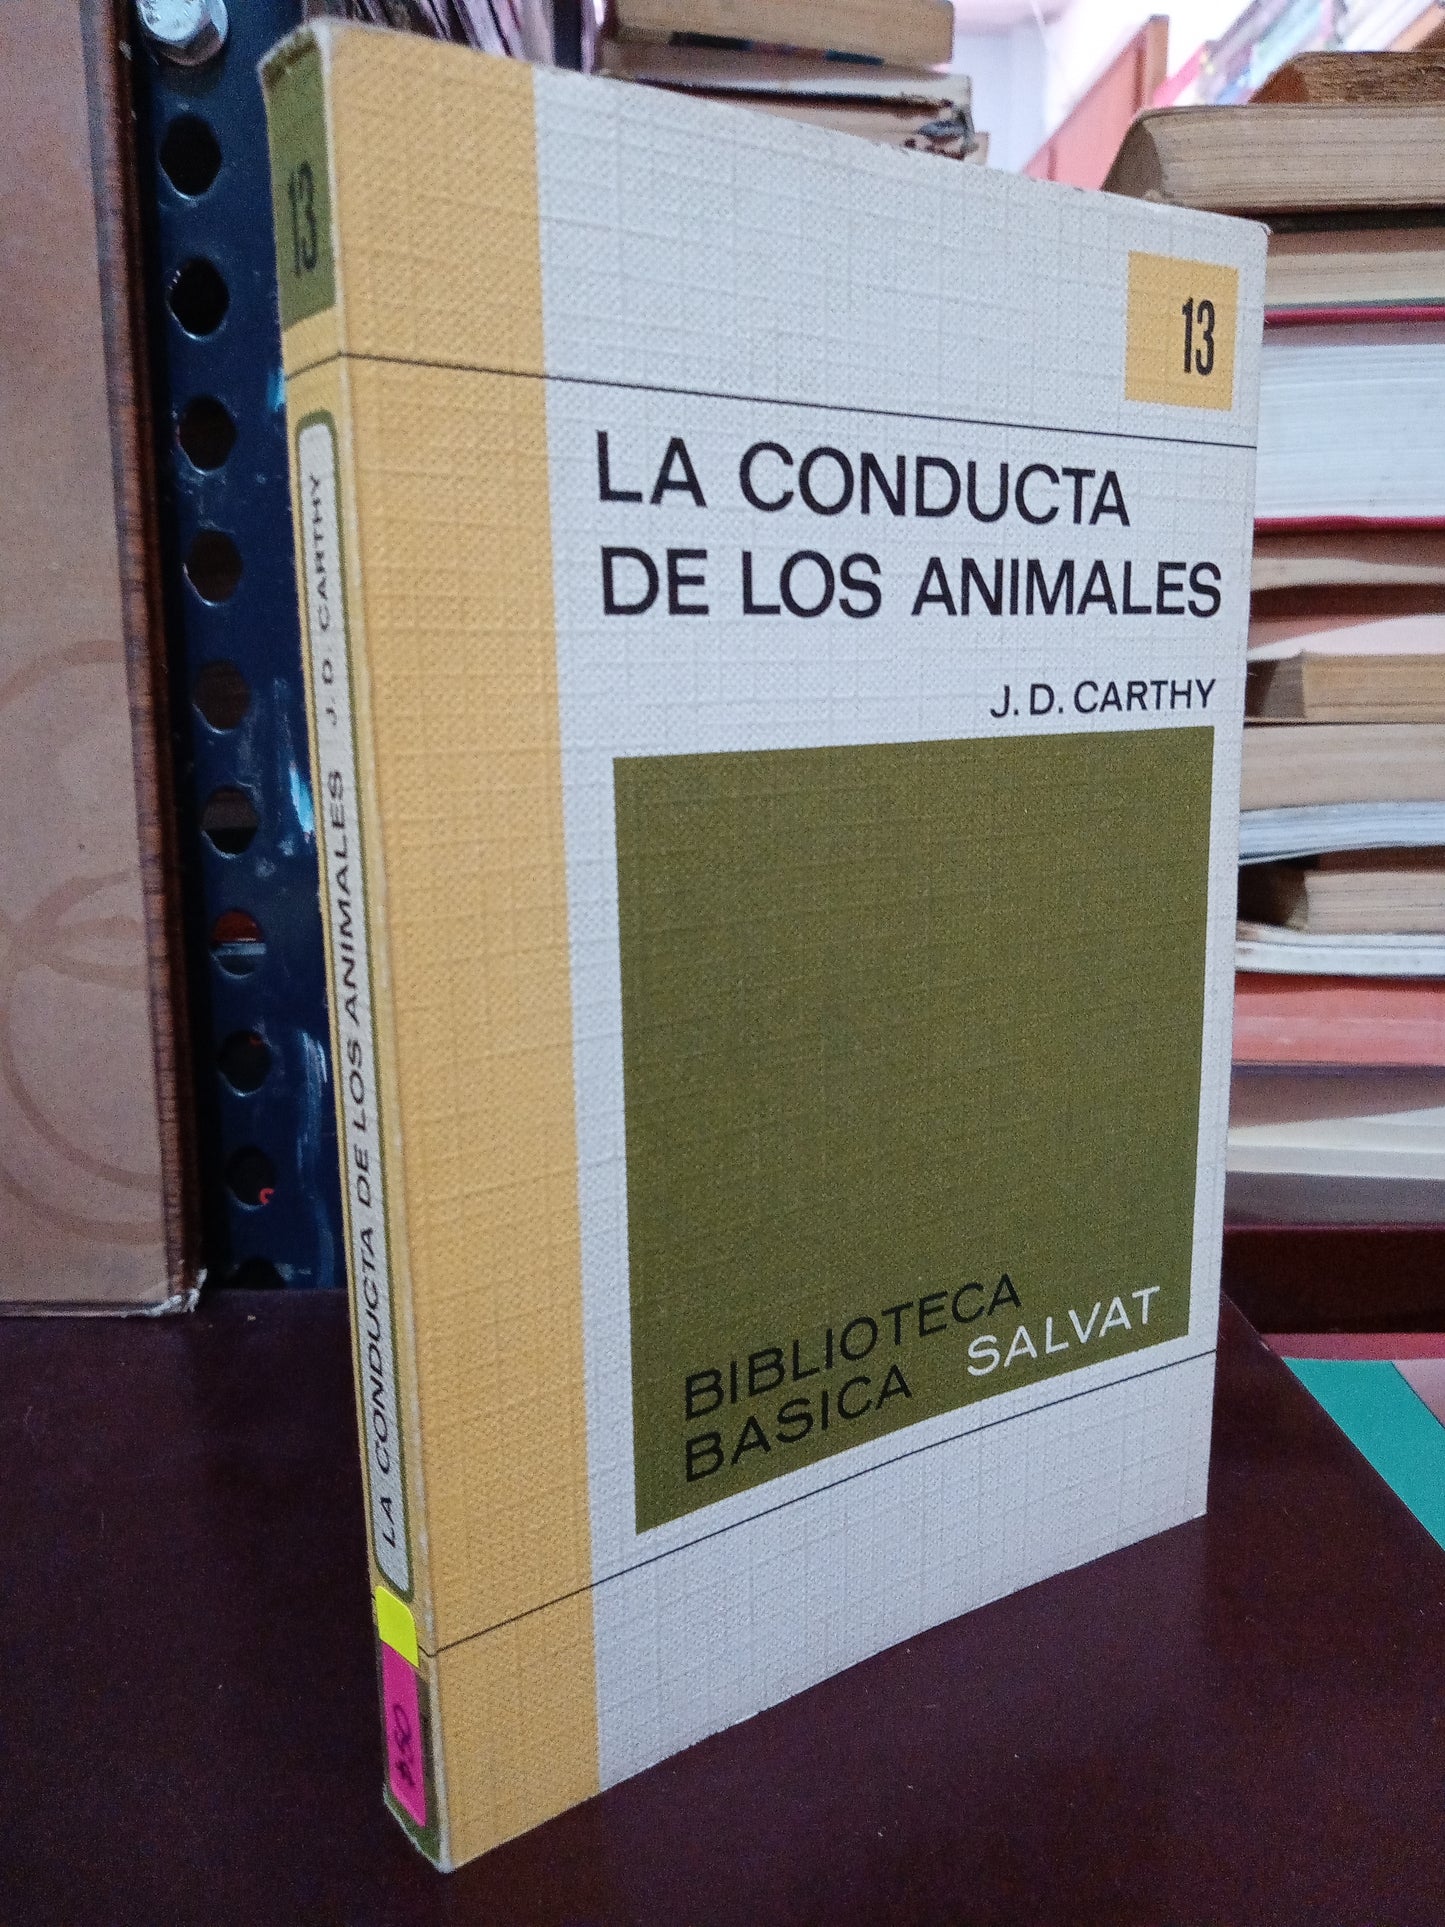 13
LA CONDUCTA
DE LOS ANIMALES
J. D. CARTHY
BIBLIOTECA
BASICA SALVAT
13
LA CONDUCTA DE LOS ANIMALES J. D. CARTHY